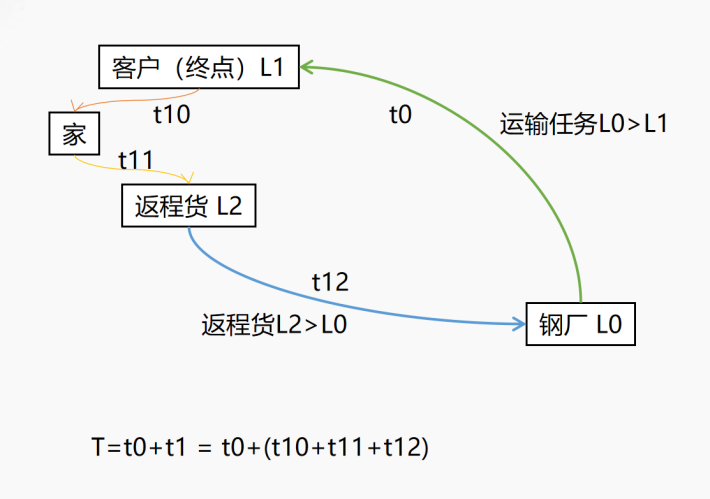 客户（终点）L1
t10
t0
运输任务L0>L1
家
t11
返程货 L2
t12
返程货L2>L0
钢厂 L0
T=t0+t1 = t0+(t10+t11+t12)